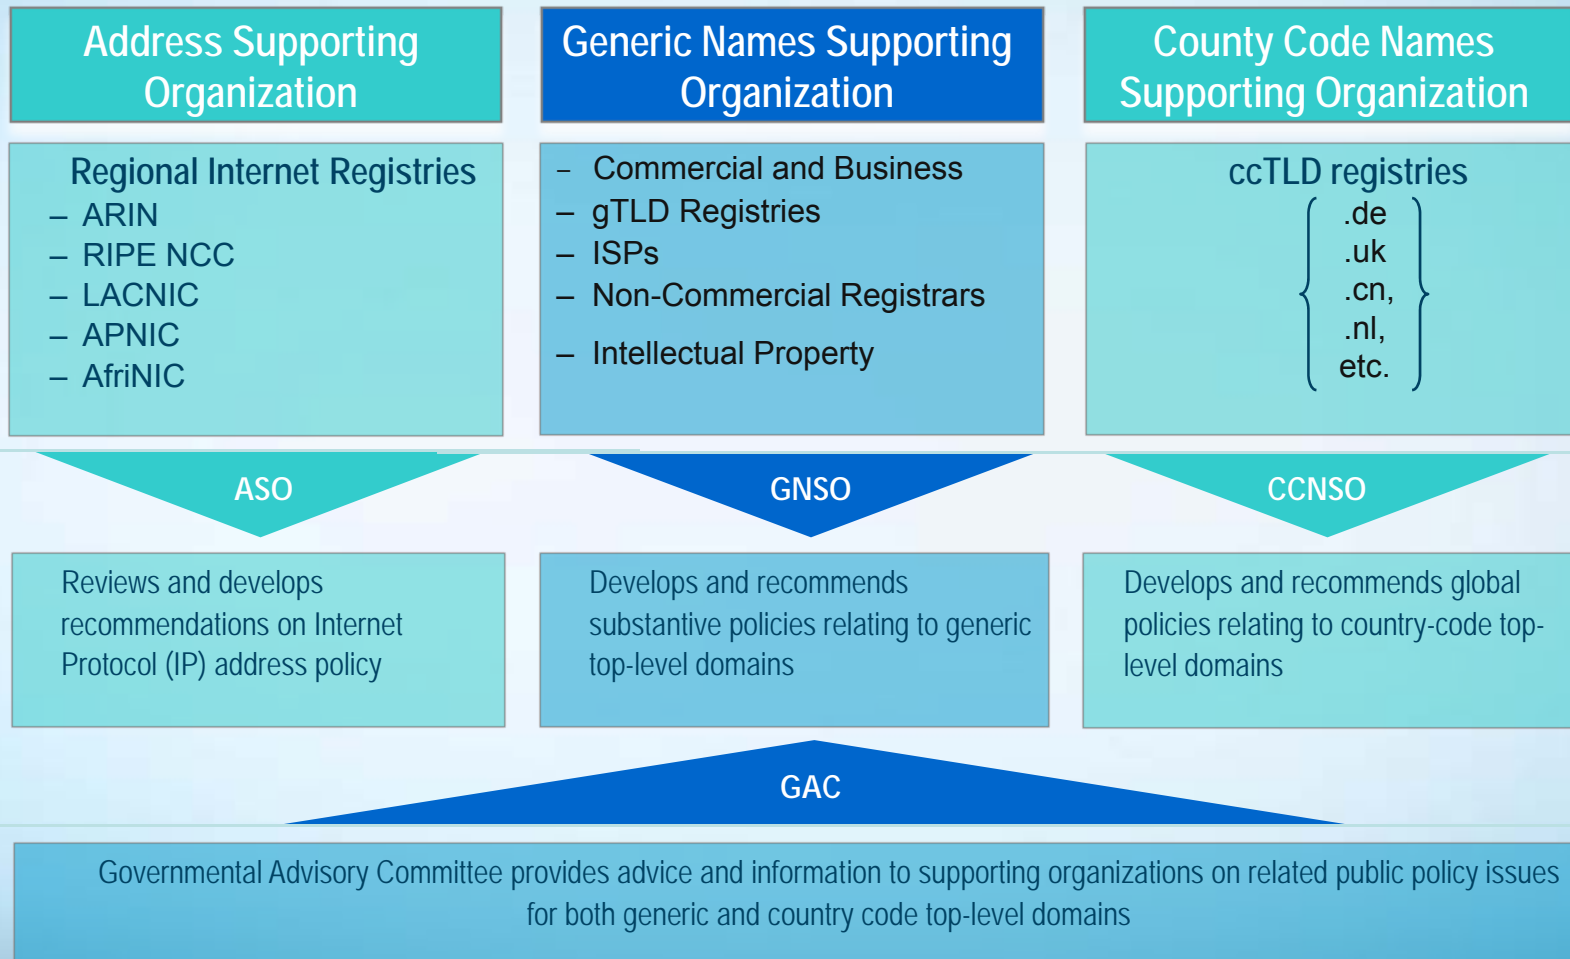 Address Supporting
Organization
Generic Names Supporting
Organization
County Code Names
Supporting Organization
Regional Internet Registries
– ARIN
– RIPE NCC
– LACNIC
– APNIC
– AfriNIC
– Commercial and Business
– gTLD Registries
– ISPs
– Non-Commercial Registrars
– Intellectual Property
ccTLD registries
.de
.uk
.cn,
.nl,
etc.
ASO
GNSO
CCNSO
Reviews and develops
recommendations on Internet
Protocol (IP) address policy
Develops and recommends
substantive policies relating to generic
top-level domains
Develops and recommends global
policies relating to country-code top-
level domains
GAC
Governmental Advisory Committee provides advice and information to supporting organizations on related public policy issues
for both generic and country code top-level domains